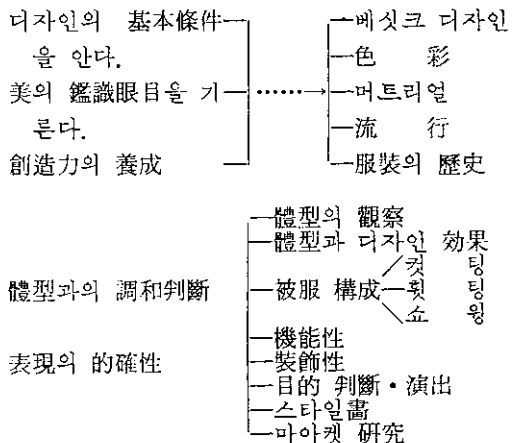 디자인의 基本條件을 안다.
美의 鑑識眼目을 기른다.
創造力의 養成
베싯크 디자인
色 彩
머트리얼
流 行
服裝의 歷史
體型과의 調和判斷
表現의 的確性
體型의 觀察
體型과 디자인 効果
被服 構成
컷 팅
휫 팅
쇼 윙
機能性
裝飾性
目的 判斷・演出
스타일畵
마아켓 硏究